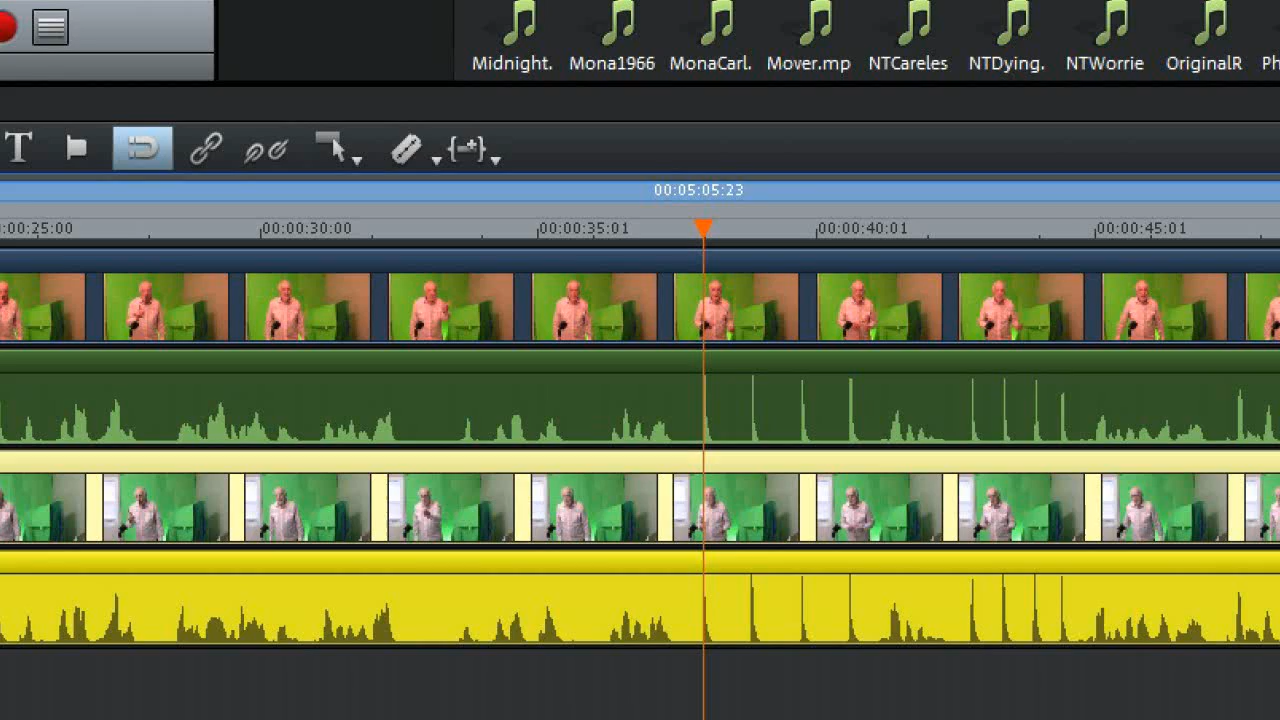 Midnight. Mona1966 MonaCarl. Mover.mp NTCareles NTDying. NTWorrie OriginalR Ph
T
00:05:05:23
:00:25:00 00:00:30:00 00:00:35:01 00:00:40:01 00:00:45:01